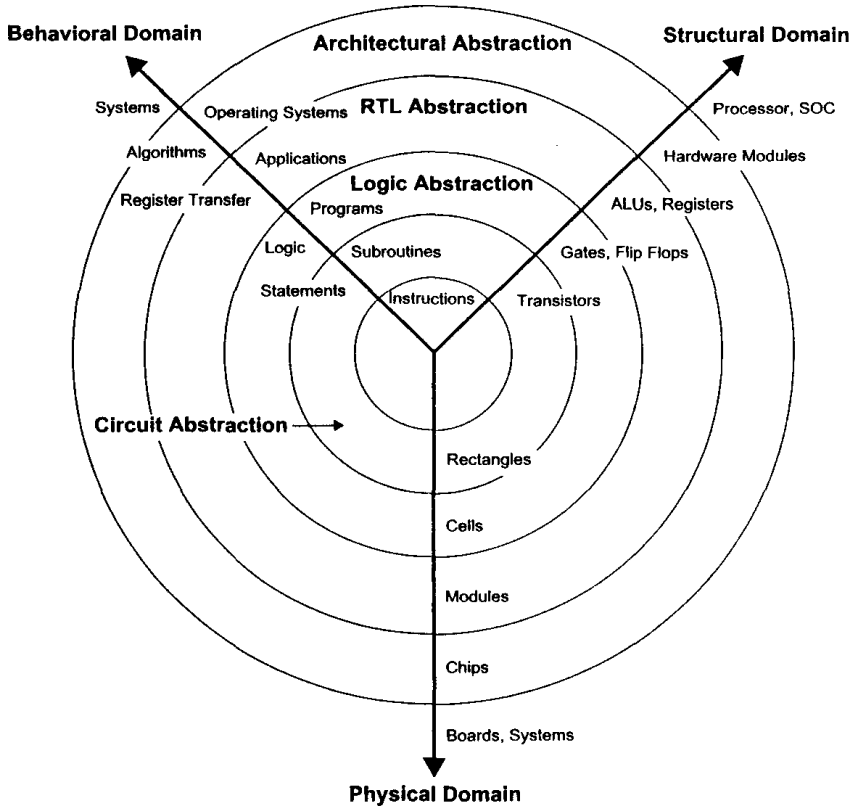 Behavioral Domain
Architectural Abstraction
Structural Domain
Systems
Operating Systems
RTL Abstraction
Processor, SOC
Algorithms
Applications
Hardware Modules
Logic Abstraction
Register Transfer
Programs
ALUs, Registers
Logic
Subroutines
Gates, Flip Flops
Statements
Instructions
Transistors
Circuit Abstraction
Rectangles
Cells
Modules
Chips
Boards, Systems
Physical Domain